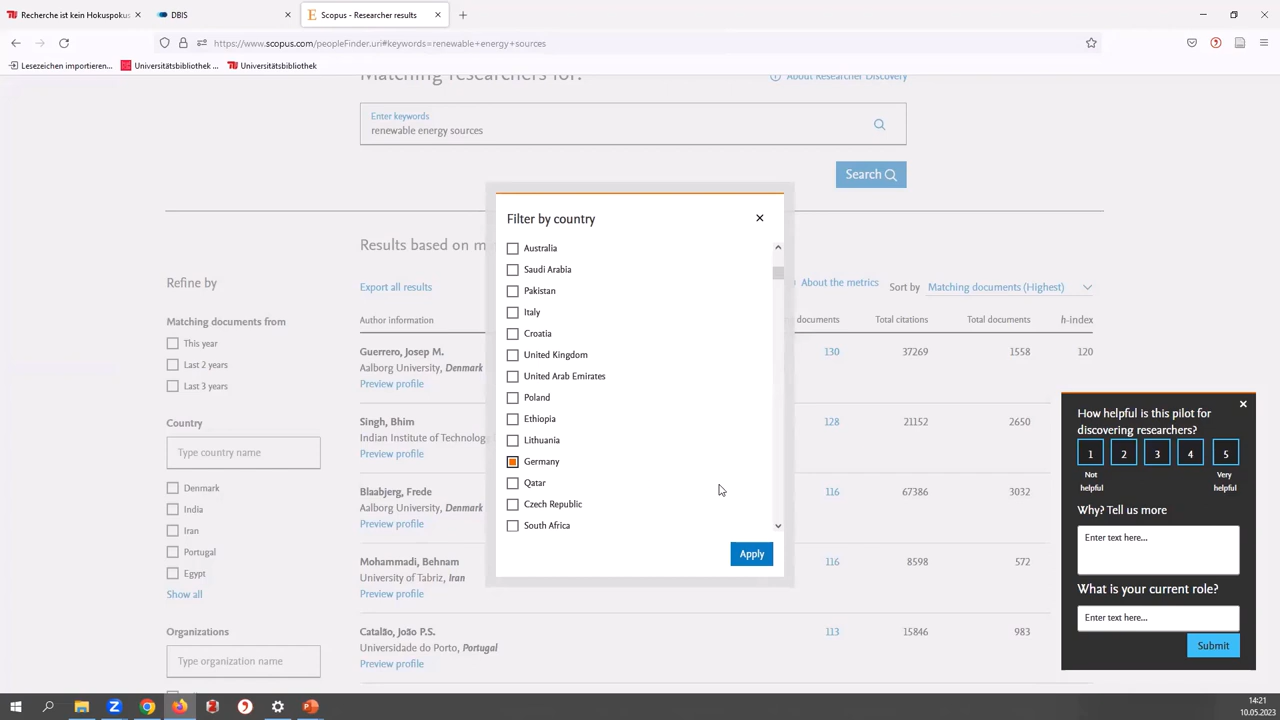 Recherche ist kein Hokuspokus
DBIS
Scopus - Researcher results
https://www.scopus.com/peopleFinder.uri#keywords=renewable+energy+sources
Lesezeichen importieren...
Universitätsbibliothek ...
Universitätsbibliothek
Matching researchers for:
About Researcher Discovery
Enter keywords
renewable energy sources
Search
Filter by country
Australia
Saudi Arabia
Pakistan
Italy
Croatia
United Kingdom
United Arab Emirates
Poland
Ethiopia
Lithuania
Germany
Qatar
Czech Republic
South Africa
Apply
Results based on m
Refine by
Export all results
About the metrics
Sort by
Matching documents (Highest)
Matching documents from
This year
Last 2 years
Last 3 years
Country
Type country name
Denmark
India
Iran
Portugal
Egypt
Show all
Organizations
Type organization name
Author information
documents
Total citations
Total documents
h-index
Guerrero, Josep M.
130
37269
1558
120
Aalborg University, Denmark
Preview profile
Singh, Bhim
128
21152
2650
Indian Institute of Technolog
Preview profile
Blaabjerg, Frede
116
67386
3032
Aalborg University, Denmark
Preview profile
Mohammadi, Behnam
116
8598
572
University of Tabriz, Iran
Preview profile
Catalão, João P.S.
113
15846
983
Universidade do Porto, Portugal
Preview profile
How helpful is this pilot for
discovering researchers?
1 2 3 4 5
Not
helpful
Very
helpful
Why? Tell us more
Enter text here...
What is your current role?
Enter text here...
Submit
14:21
10.05.2023